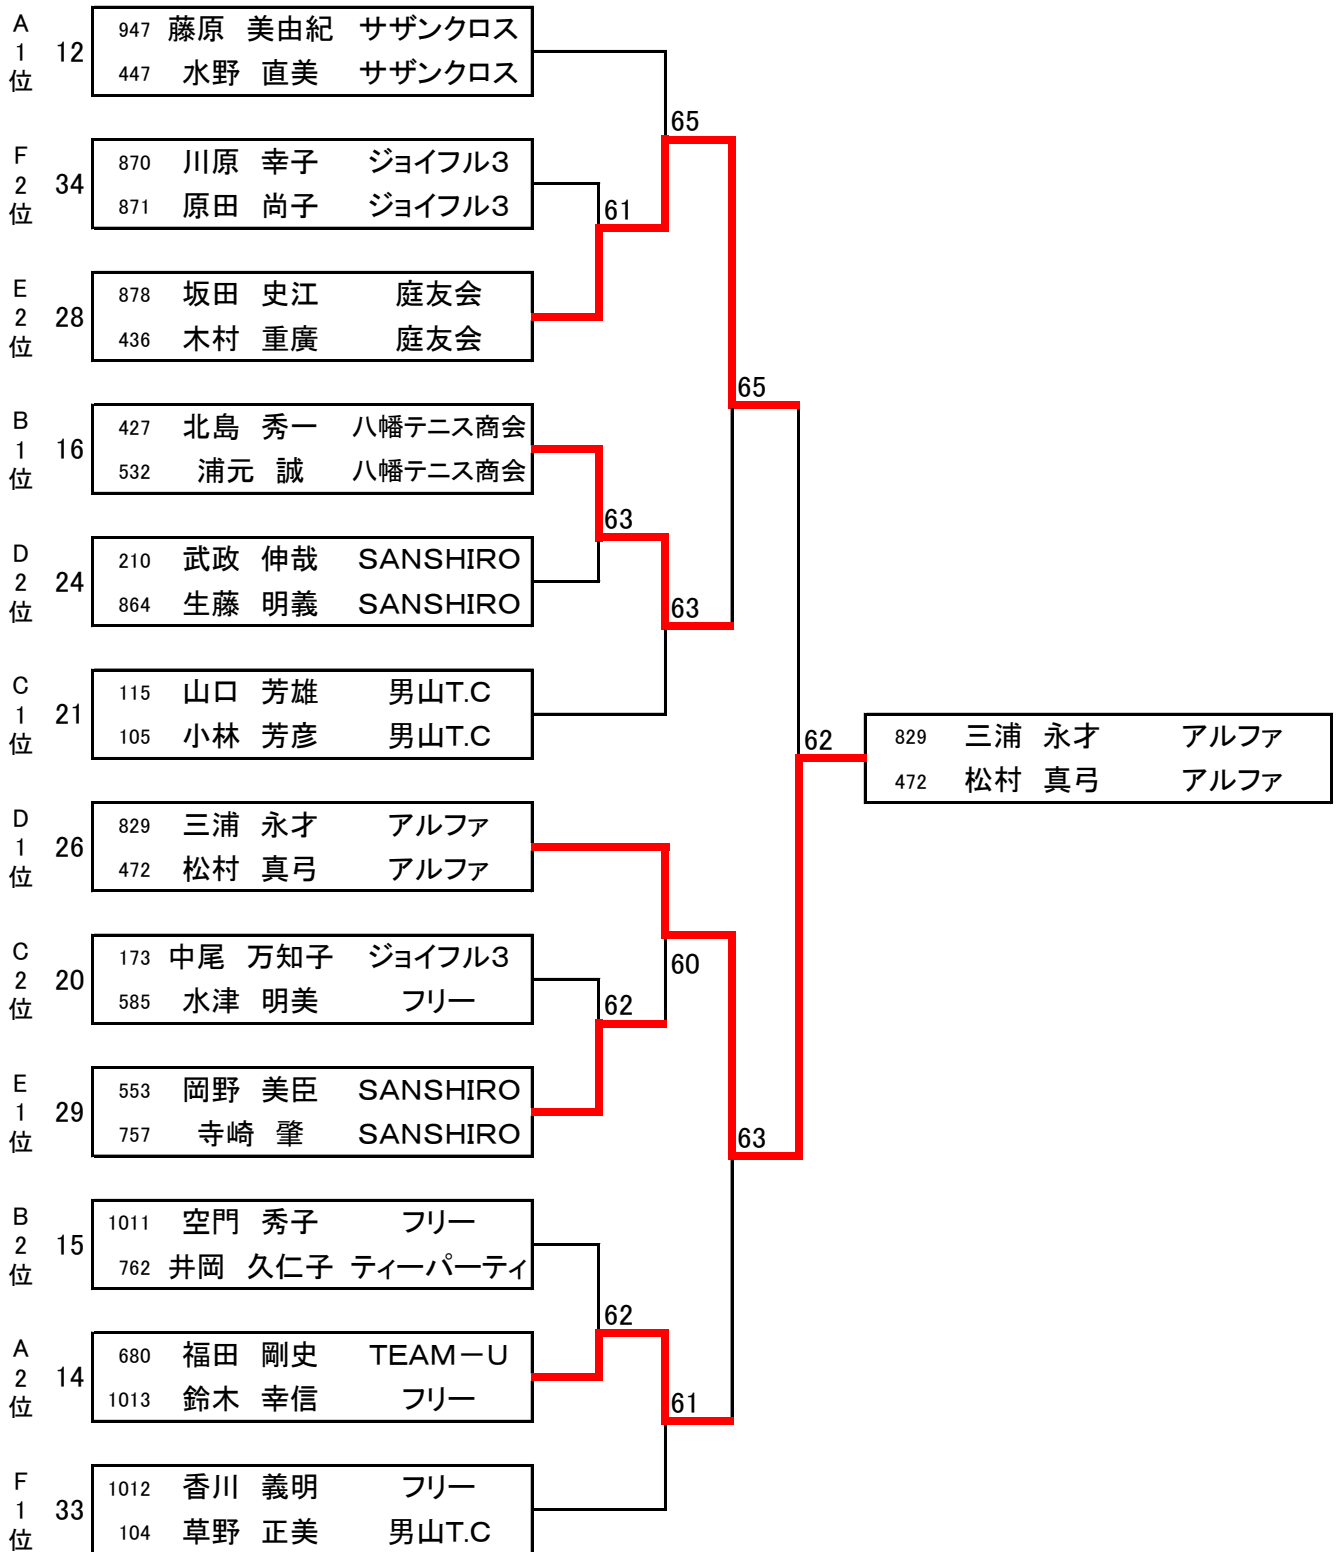 A
1
位
12
947 藤原 美由紀 サザンクロス
447 水野 直美 サザンクロス
65
F
2
位
34
870 川原 幸子 ジョイフル3
871 原田 尚子 ジョイフル3
61
E
2
位
28
878 坂田 史江 庭友会
436 木村 重廣 庭友会
65
B
1
位
16
427 北島 秀一 八幡テニス商会
532 浦元 誠 八幡テニス商会
63
D
2
位
24
210 武政 伸哉 SANSHIRO
864 生藤 明義 SANSHIRO
63
C
1
位
21
115 山口 芳雄 男山T.C
105 小林 芳彦 男山T.C
62
829 三浦 永才 アルファ
472 松村 真弓 アルファ
D
1
位
26
829 三浦 永才 アルファ
472 松村 真弓 アルファ
60
C
2
位
20
173 中尾 万知子 ジョイフル3
585 水津 明美 フリー
62
E
1
位
29
553 岡野 美臣 SANSHIRO
757 寺崎 肇 SANSHIRO
63
B
2
位
15
1011 空門 秀子 フリー
762 井岡 久仁子 ティーパーティ
62
A
2
位
14
680 福田 剛史 TEAM－U
1013 鈴木 幸信 フリー
61
F
1
位
33
1012 香川 義明 フリー
104 草野 正美 男山T.C